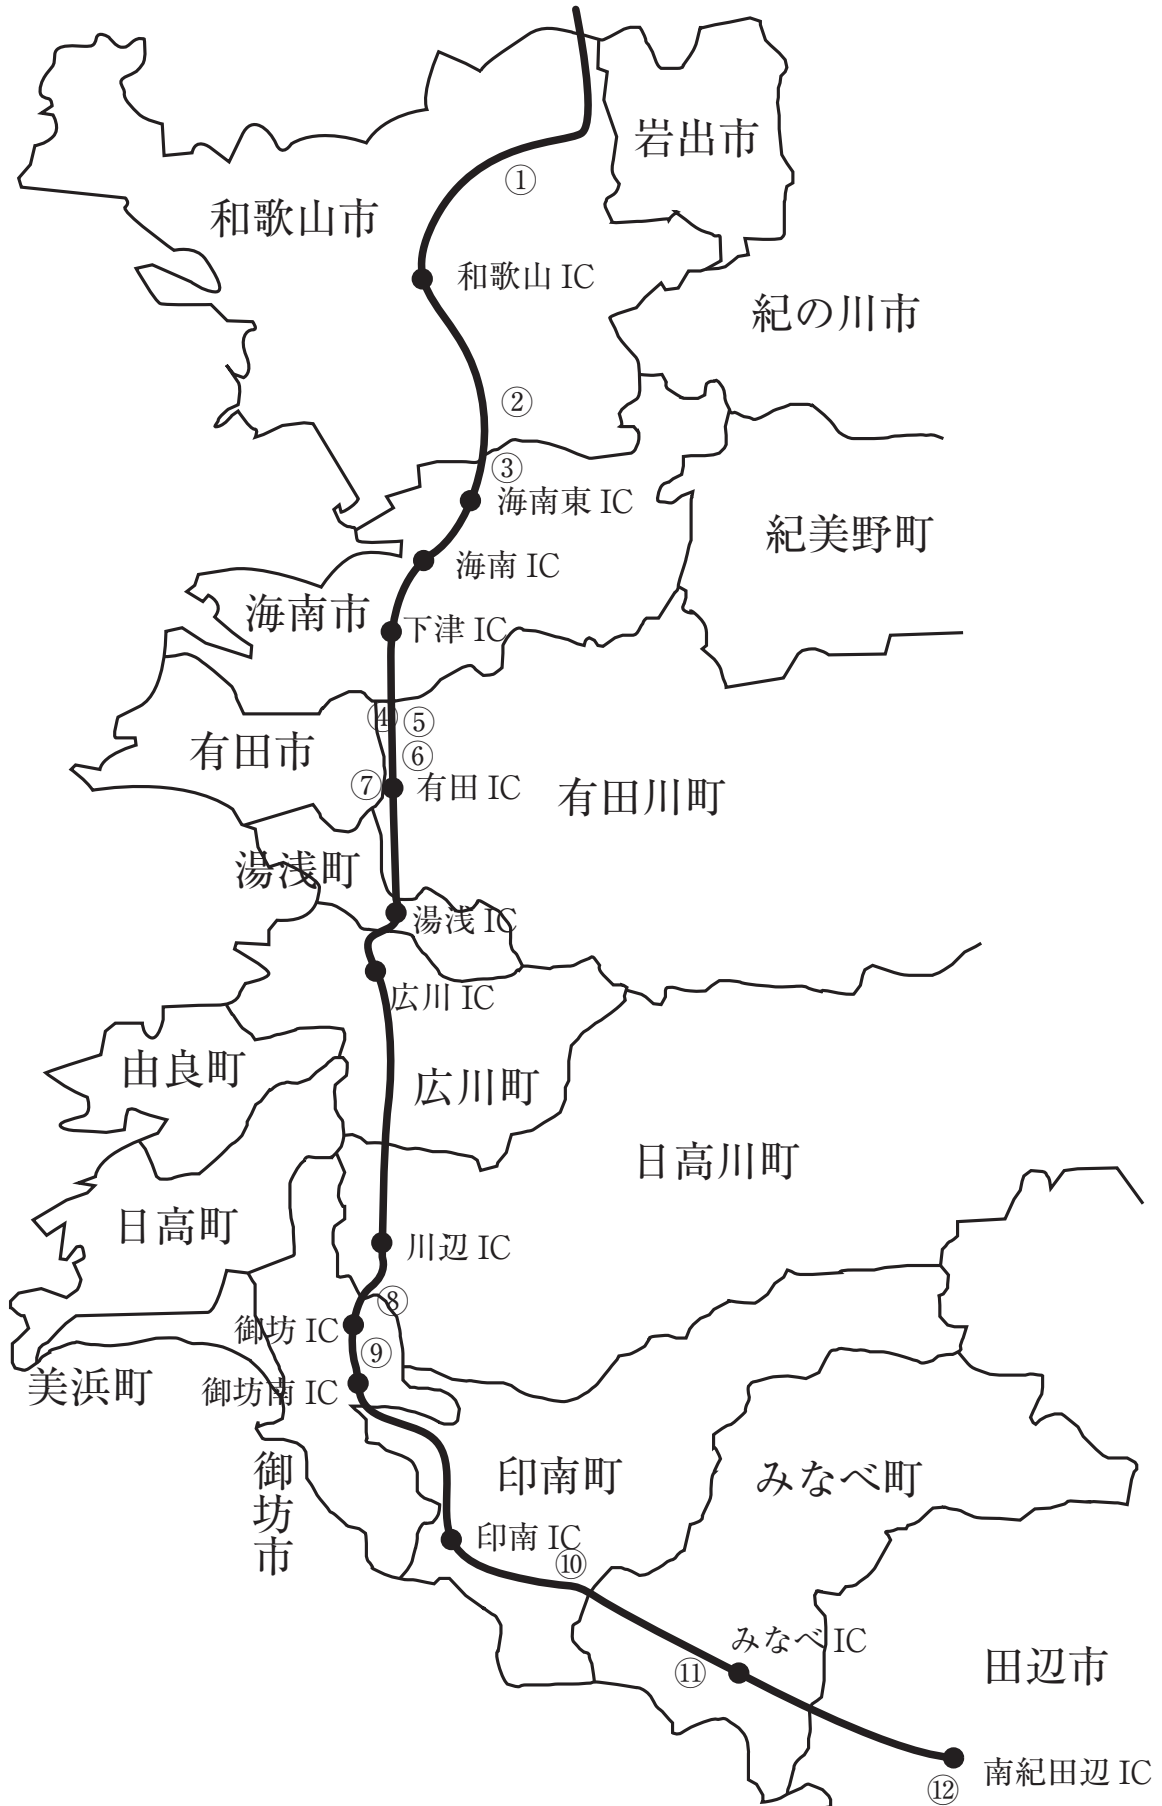 岩出市
①
和歌山市
和歌山 IC
紀の川市
②
③
海南東 IC
紀美野町
海南 IC
海南市
下津 IC
④
⑤
有田市
⑥
⑦
有田 IC
有田川町
湯浅町
湯浅 IC
広川 IC
由良町
広川町
日高川町
日高町
川辺 IC
⑧
御坊 IC
⑨
美浜町
御坊南 IC
御坊市
印南町
みなべ町
印南 IC
⑩
みなべ IC
⑪
田辺市
南紀田辺 IC
⑫